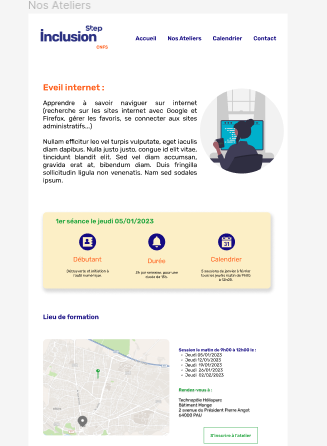 Nos Ateliers
Step
inclusion
CNFS
Accueil Nos Ateliers Calendrier Contact
Eveil internet :
Apprendre à savoir naviguer sur internet
(recherche sur les sites internet avec Google et
Firefox, gérer les favoris, se connecter aux sites
administratifs,..)
Nullam efficitur leo vel turpis vulputate, eget iaculis
diam dapibus. Nulla justo justo, congue id elit vitae,
tincidunt blandit elit. Sed vel diam accumsan,
gravida erat at, bibendum diam. Duis fringilla
sollicitudin ligula non venenatis. Nam sed sodales
ipsum.
1er séance le jeudi 05/01/2023
Débutant
Découverte et initiation à
l'outil numérique.
Durée
3h par semaine, pour une
durée de 15h.
Calendrier
5 sessions de janvier à février
tous les jeudis matin de 9h00
à 12h00.
Lieu de formation
Session le matin de 9h00 à 12h00 le :
Jeudi 05/01/2023
Jeudi 12/01/2023
Jeudi 19/01/2023
Jeudi 26/01/2023
Jeudi 02/02/2023
Rendez-vous à :
Technopôle Hélioparc
Bâtiment Monge
2 avenue du Président Pierre Angot
64000 PAU
S'inscrire à l'atelier